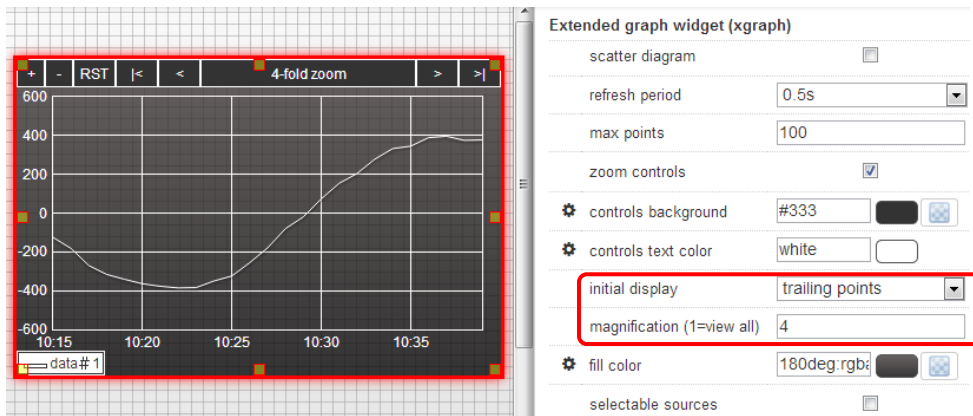 + - RST |< < 4-fold zoom > >|
600
400
200
0
-200
-400
-600
10:15 10:20 10:25 10:30 10:35
data#1
Extended graph widget (xgraph)
scatter diagram
refresh period 0.5s
max points 100
zoom controls
controls background #333
controls text color white
initial display trailing points
magnification (1=view all) 4
fill color 180deg:rgba
selectable sources